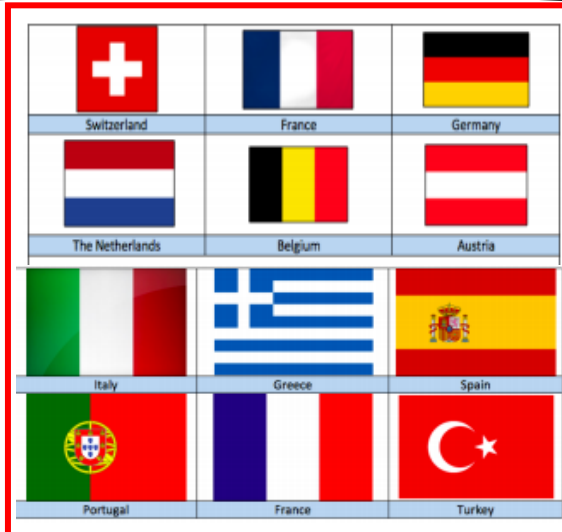 Switzerland France Germany
The Netherlands Belgium Austria
Italy Greece Spain
Portugal France Turkey